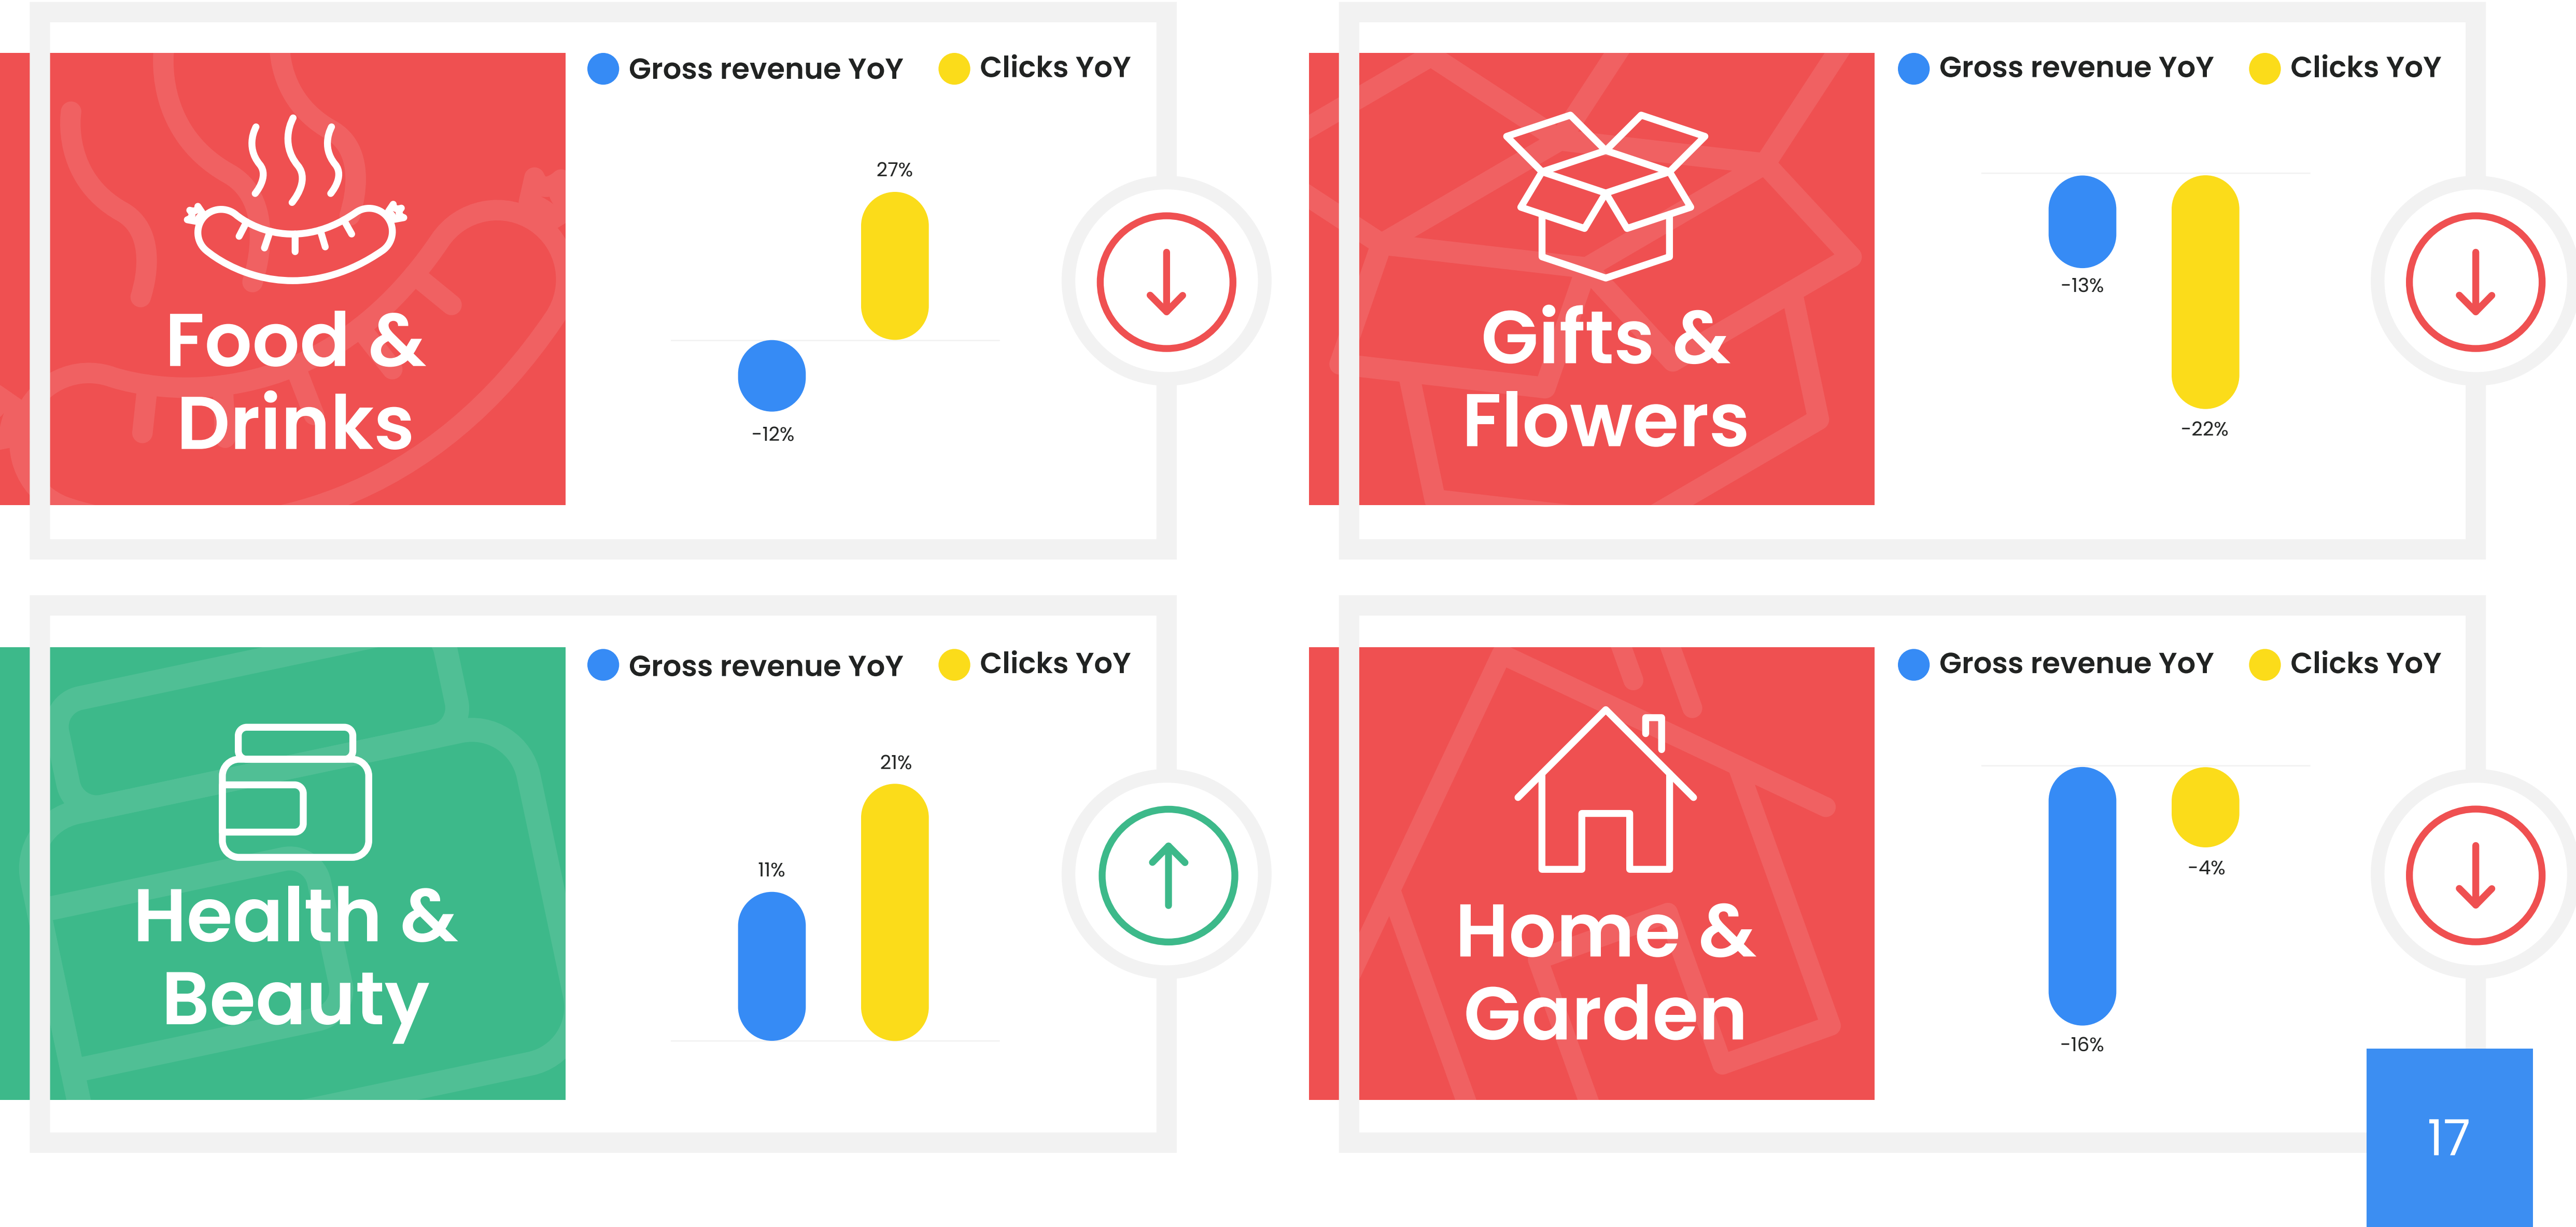 Gross revenue YoY
Clicks YoY
27%
-12%
Food &
Drinks
Gross revenue YoY
Clicks YoY
-13%
-22%
Gifts &
Flowers
Gross revenue YoY
Clicks YoY
21%
11%
Health &
Beauty
Gross revenue YoY
Clicks YoY
-4%
-16%
Home &
Garden
17